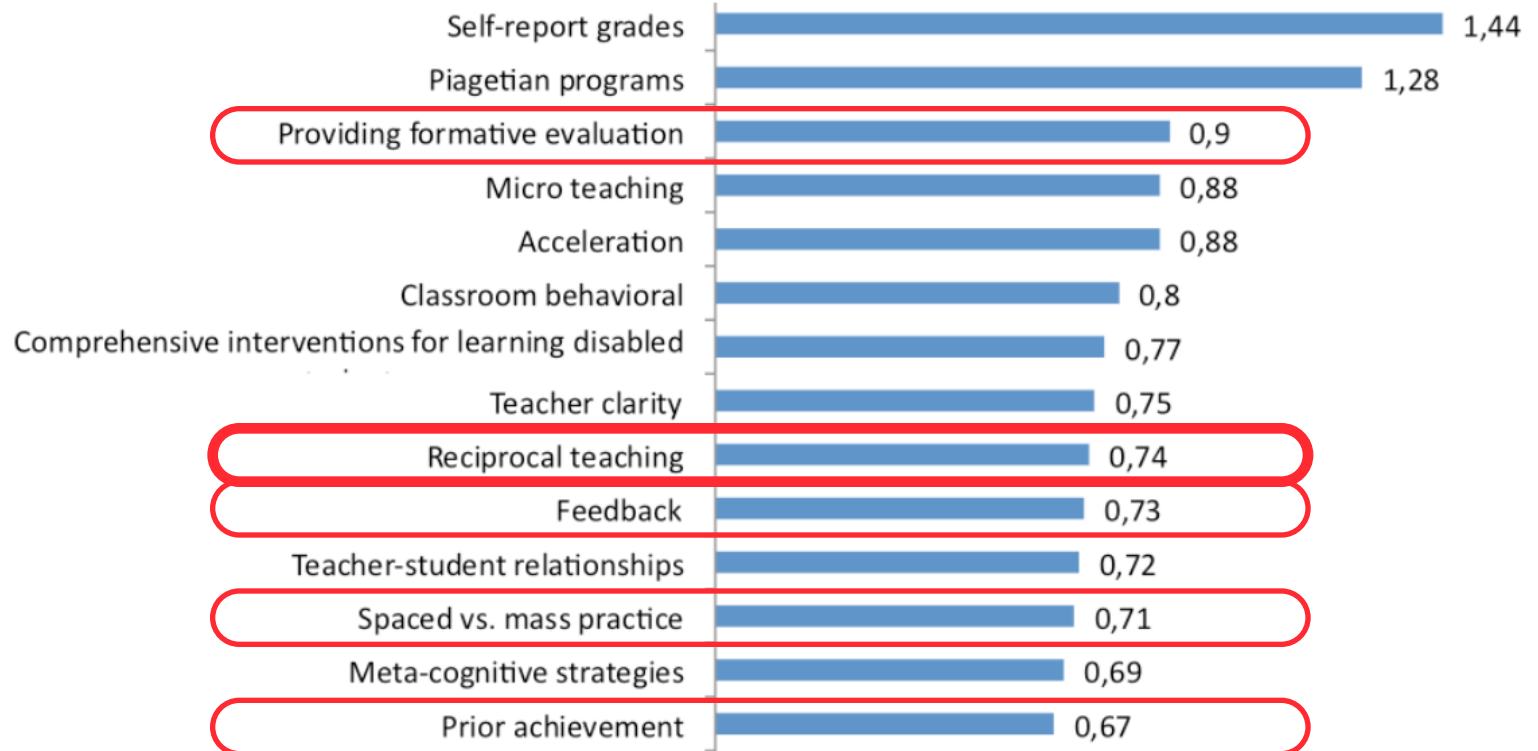 Self-report grades 1,44
Piagetian programs 1,28
Providing formative evaluation 0,9
Micro teaching 0,88
Acceleration 0,88
Classroom behavioral 0,8
Comprehensive interventions for learning disabled 0,77
Teacher clarity 0,75
Reciprocal teaching 0,74
Feedback 0,73
Teacher-student relationships 0,72
Spaced vs. mass practice 0,71
Meta-cognitive strategies 0,69
Prior achievement 0,67